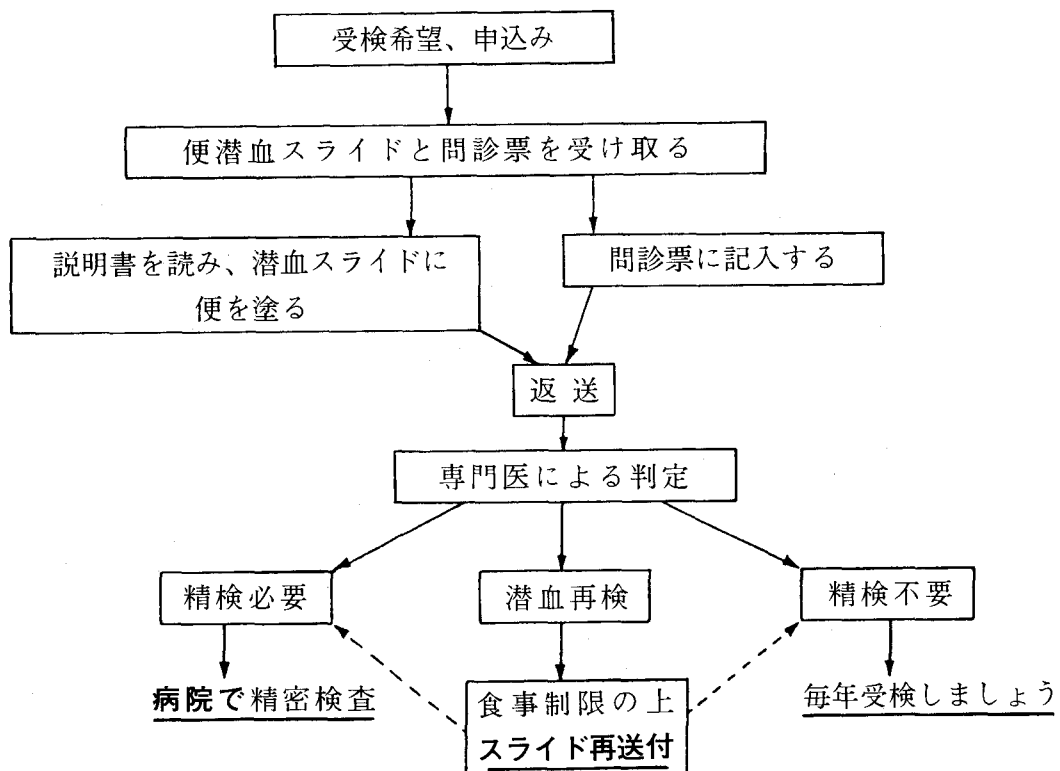 受検希望、申込み
便潜血スライドと問診票を受け取る
説明書を読み、潜血スライドに
便を塗る
問診票に記入する
返送
専門医による判定
精検必要
潜血再検
精検不要
病院で精密検査
食事制限の上
スライド再送付
毎年受検しましょう